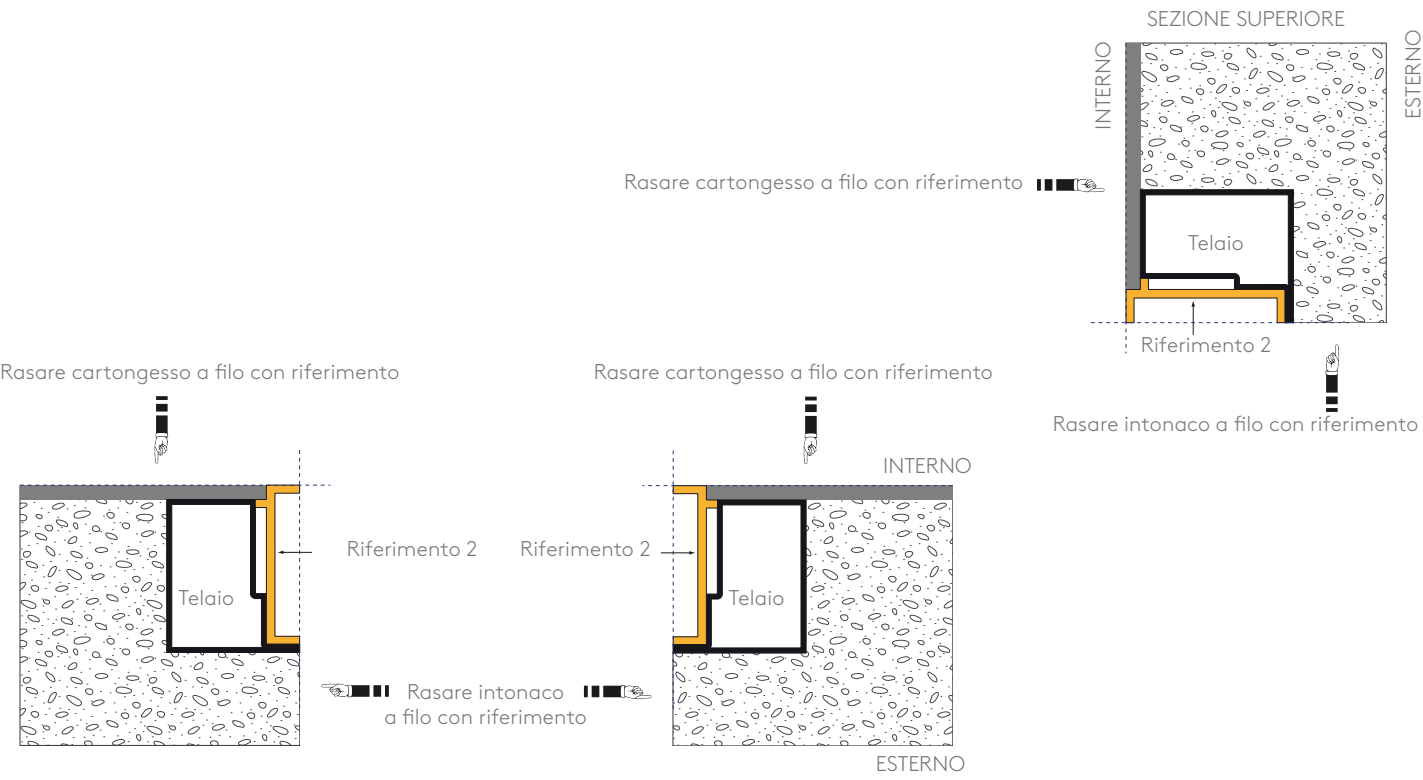 SEZIONE SUPERIORE
INTERNO
ESTERNO
Rasare cartongesso a filo con riferimento
Telaio
Riferimento 2
Rasare intonaco a filo con riferimento
Rasare cartongesso a filo con riferimento
Rasare cartongesso a filo con riferimento
INTERNO
Riferimento 2
Riferimento 2
Telaio
Telaio
Rasare intonaco
a filo con riferimento
ESTERNO